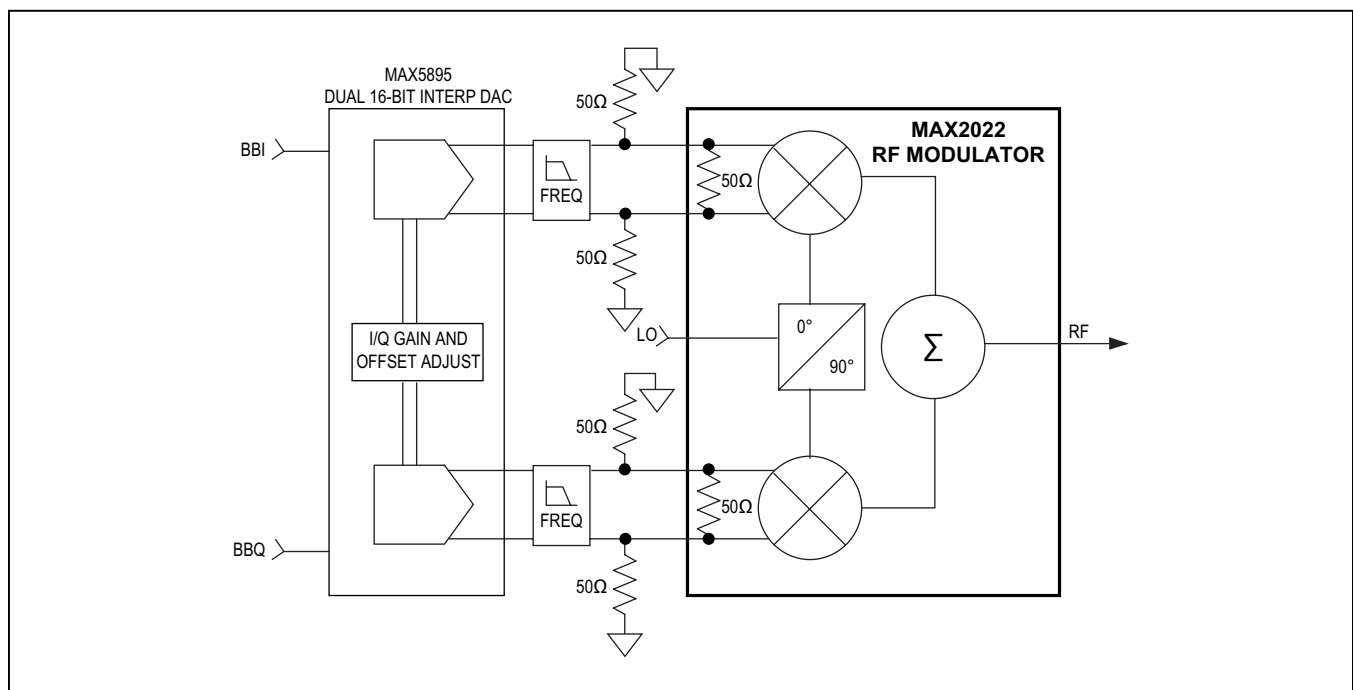 MAX5895
DUAL 16-BIT INTERP DAC
50Ω
MAX2022
RF MODULATOR
BBI
FREQ
50Ω
50Ω
I/Q GAIN AND
OFFSET ADJUST
LO
0°
90°
Σ
RF
50Ω
FREQ
50Ω
BBQ
50Ω